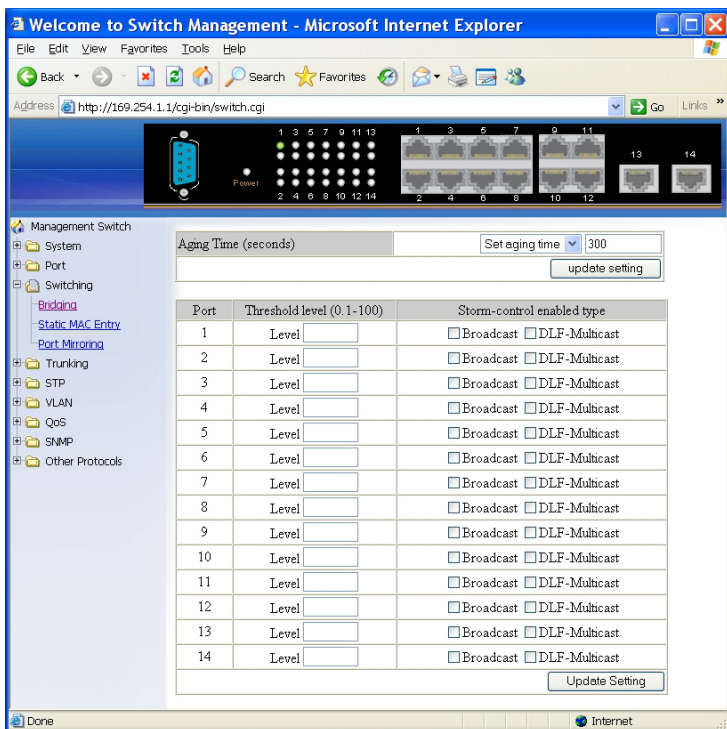 Welcome to Switch Management - Microsoft Internet Explorer
File Edit View Favorites Tools Help
Back Search Favorites
Address http://169.254.1.1/cgi-bin/switch.cgi Go Links »
1 3 5 7 9 11 13
Power
2 4 6 8 10 12 14
1 3 5 7 9 11
13 14
2 4 6 8 10 12
Management Switch
System
Port
Switching
Bridging
Static MAC Entry
Port Mirroring
Trunking
STP
VLAN
QoS
SNMP
Other Protocols
Aging Time (seconds) Set aging time 300
update setting
Port Threshold level (0.1-100) Storm-control enabled type
1 Level Broadcast DLF-Multicast
2 Level Broadcast DLF-Multicast
3 Level Broadcast DLF-Multicast
4 Level Broadcast DLF-Multicast
5 Level Broadcast DLF-Multicast
6 Level Broadcast DLF-Multicast
7 Level Broadcast DLF-Multicast
8 Level Broadcast DLF-Multicast
9 Level Broadcast DLF-Multicast
10 Level Broadcast DLF-Multicast
11 Level Broadcast DLF-Multicast
12 Level Broadcast DLF-Multicast
13 Level Broadcast DLF-Multicast
14 Level Broadcast DLF-Multicast
Update Setting
Done Internet